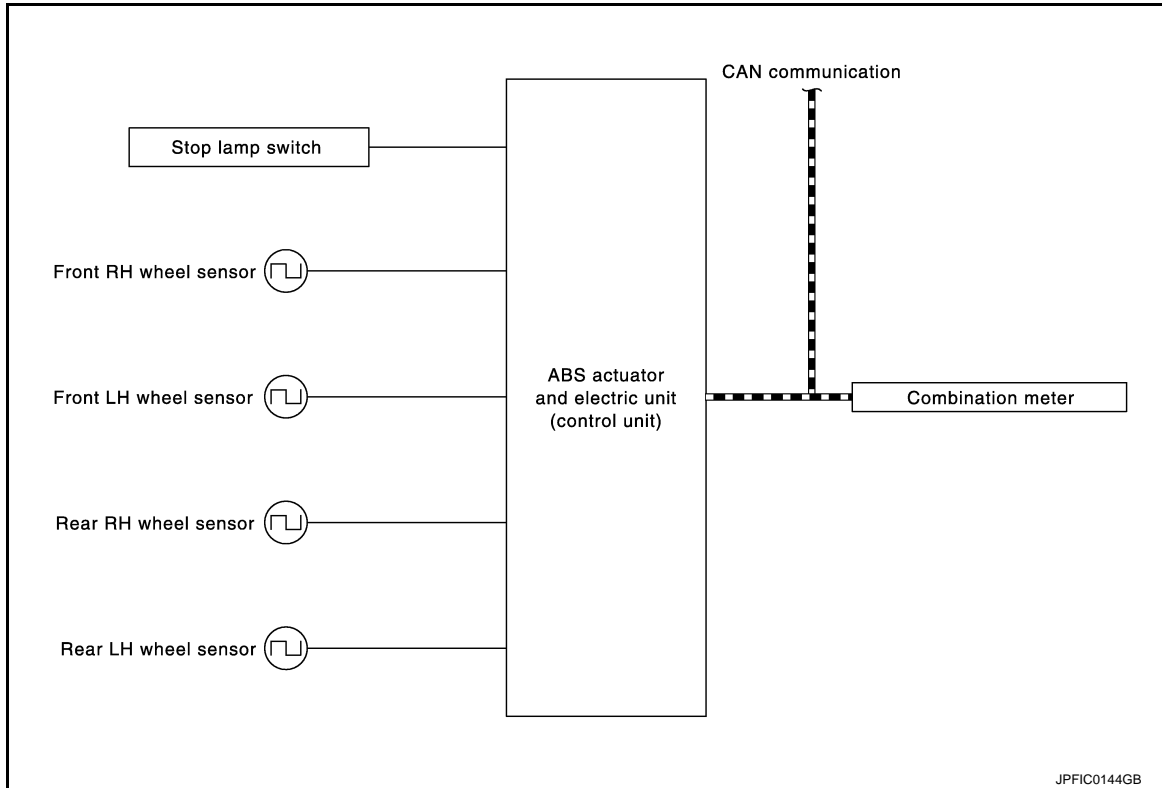 CAN communication
Stop lamp switch
Front RH wheel sensor
Front LH wheel sensor
ABS actuator
and electric unit
(control unit)
Combination meter
Rear RH wheel sensor
Rear LH wheel sensor
JPFIC0144GB